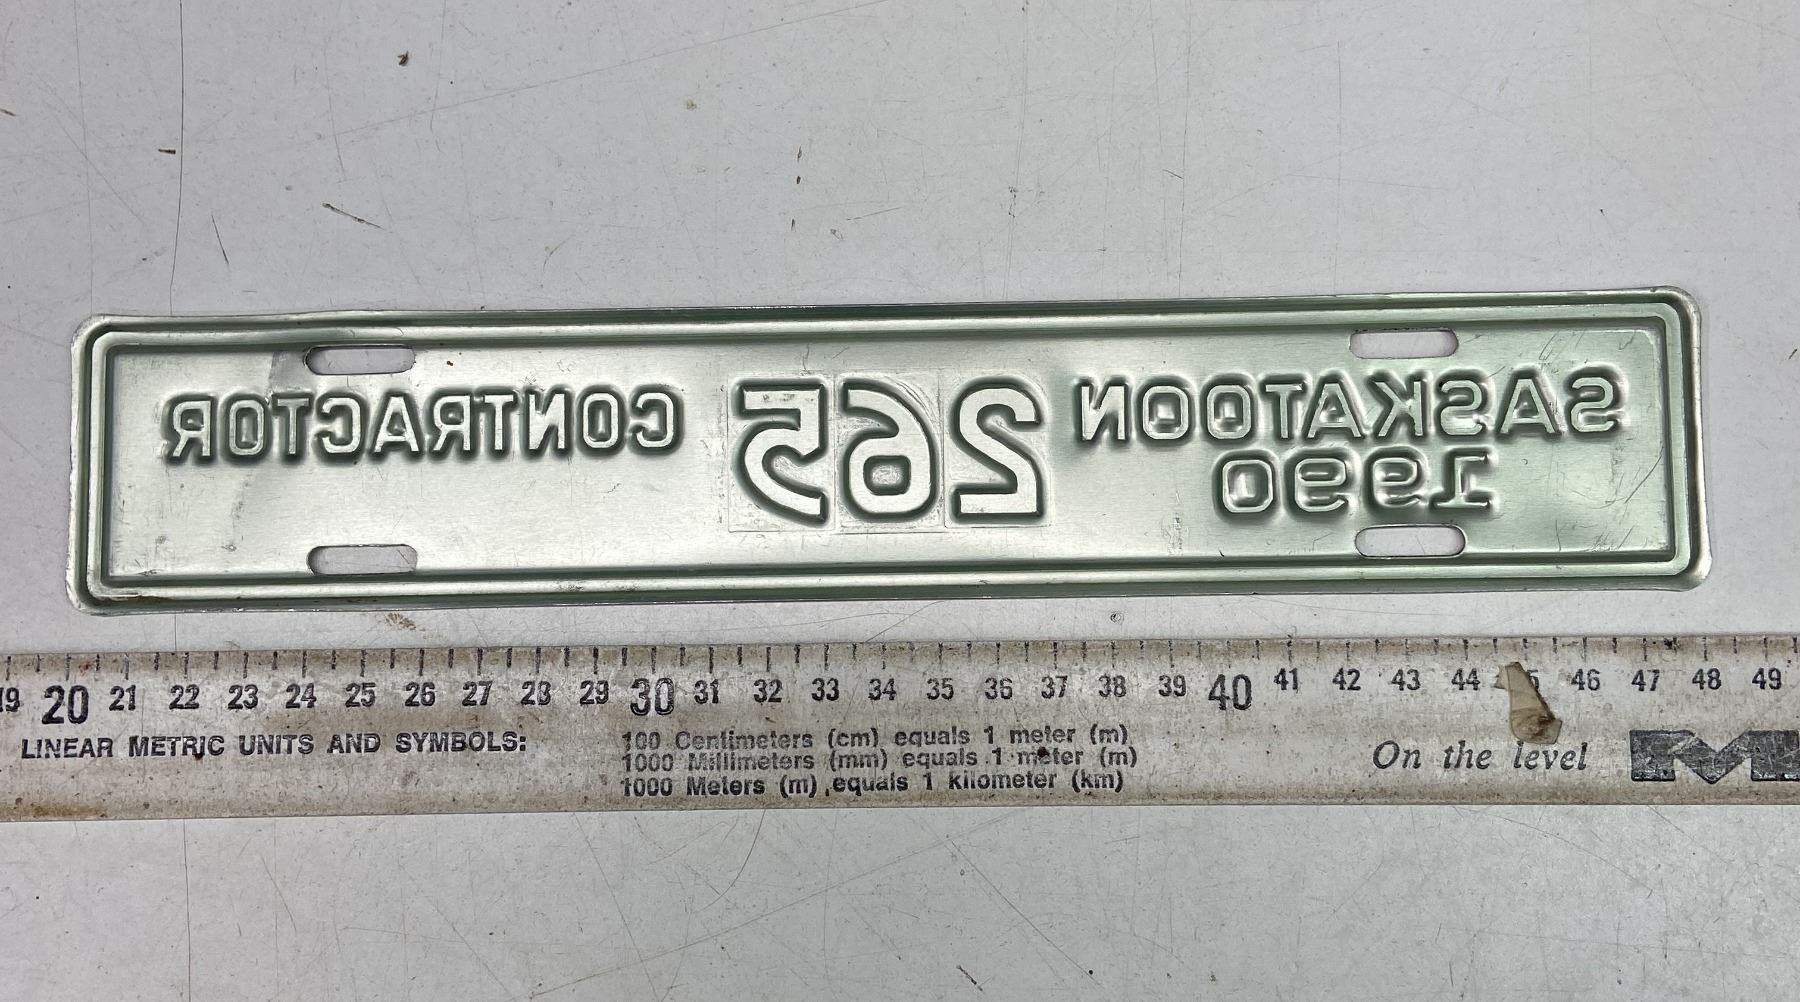 SASKATOON 265 CONTRACTOR
1990
19 20 21 22 23 24 25 26 27 28 29 30 31 32 33 34 35 36 37 38 39 40 41 42 43 44 46 47 48 49
LINEAR METRIC UNITS AND SYMBOLS:
100 Centimeters (cm) equals 1 meter (m)
1000 Millimeters (mm) equals 1 meter (m)
1000 Meters (m) equals 1 kilometer (km)
On the level